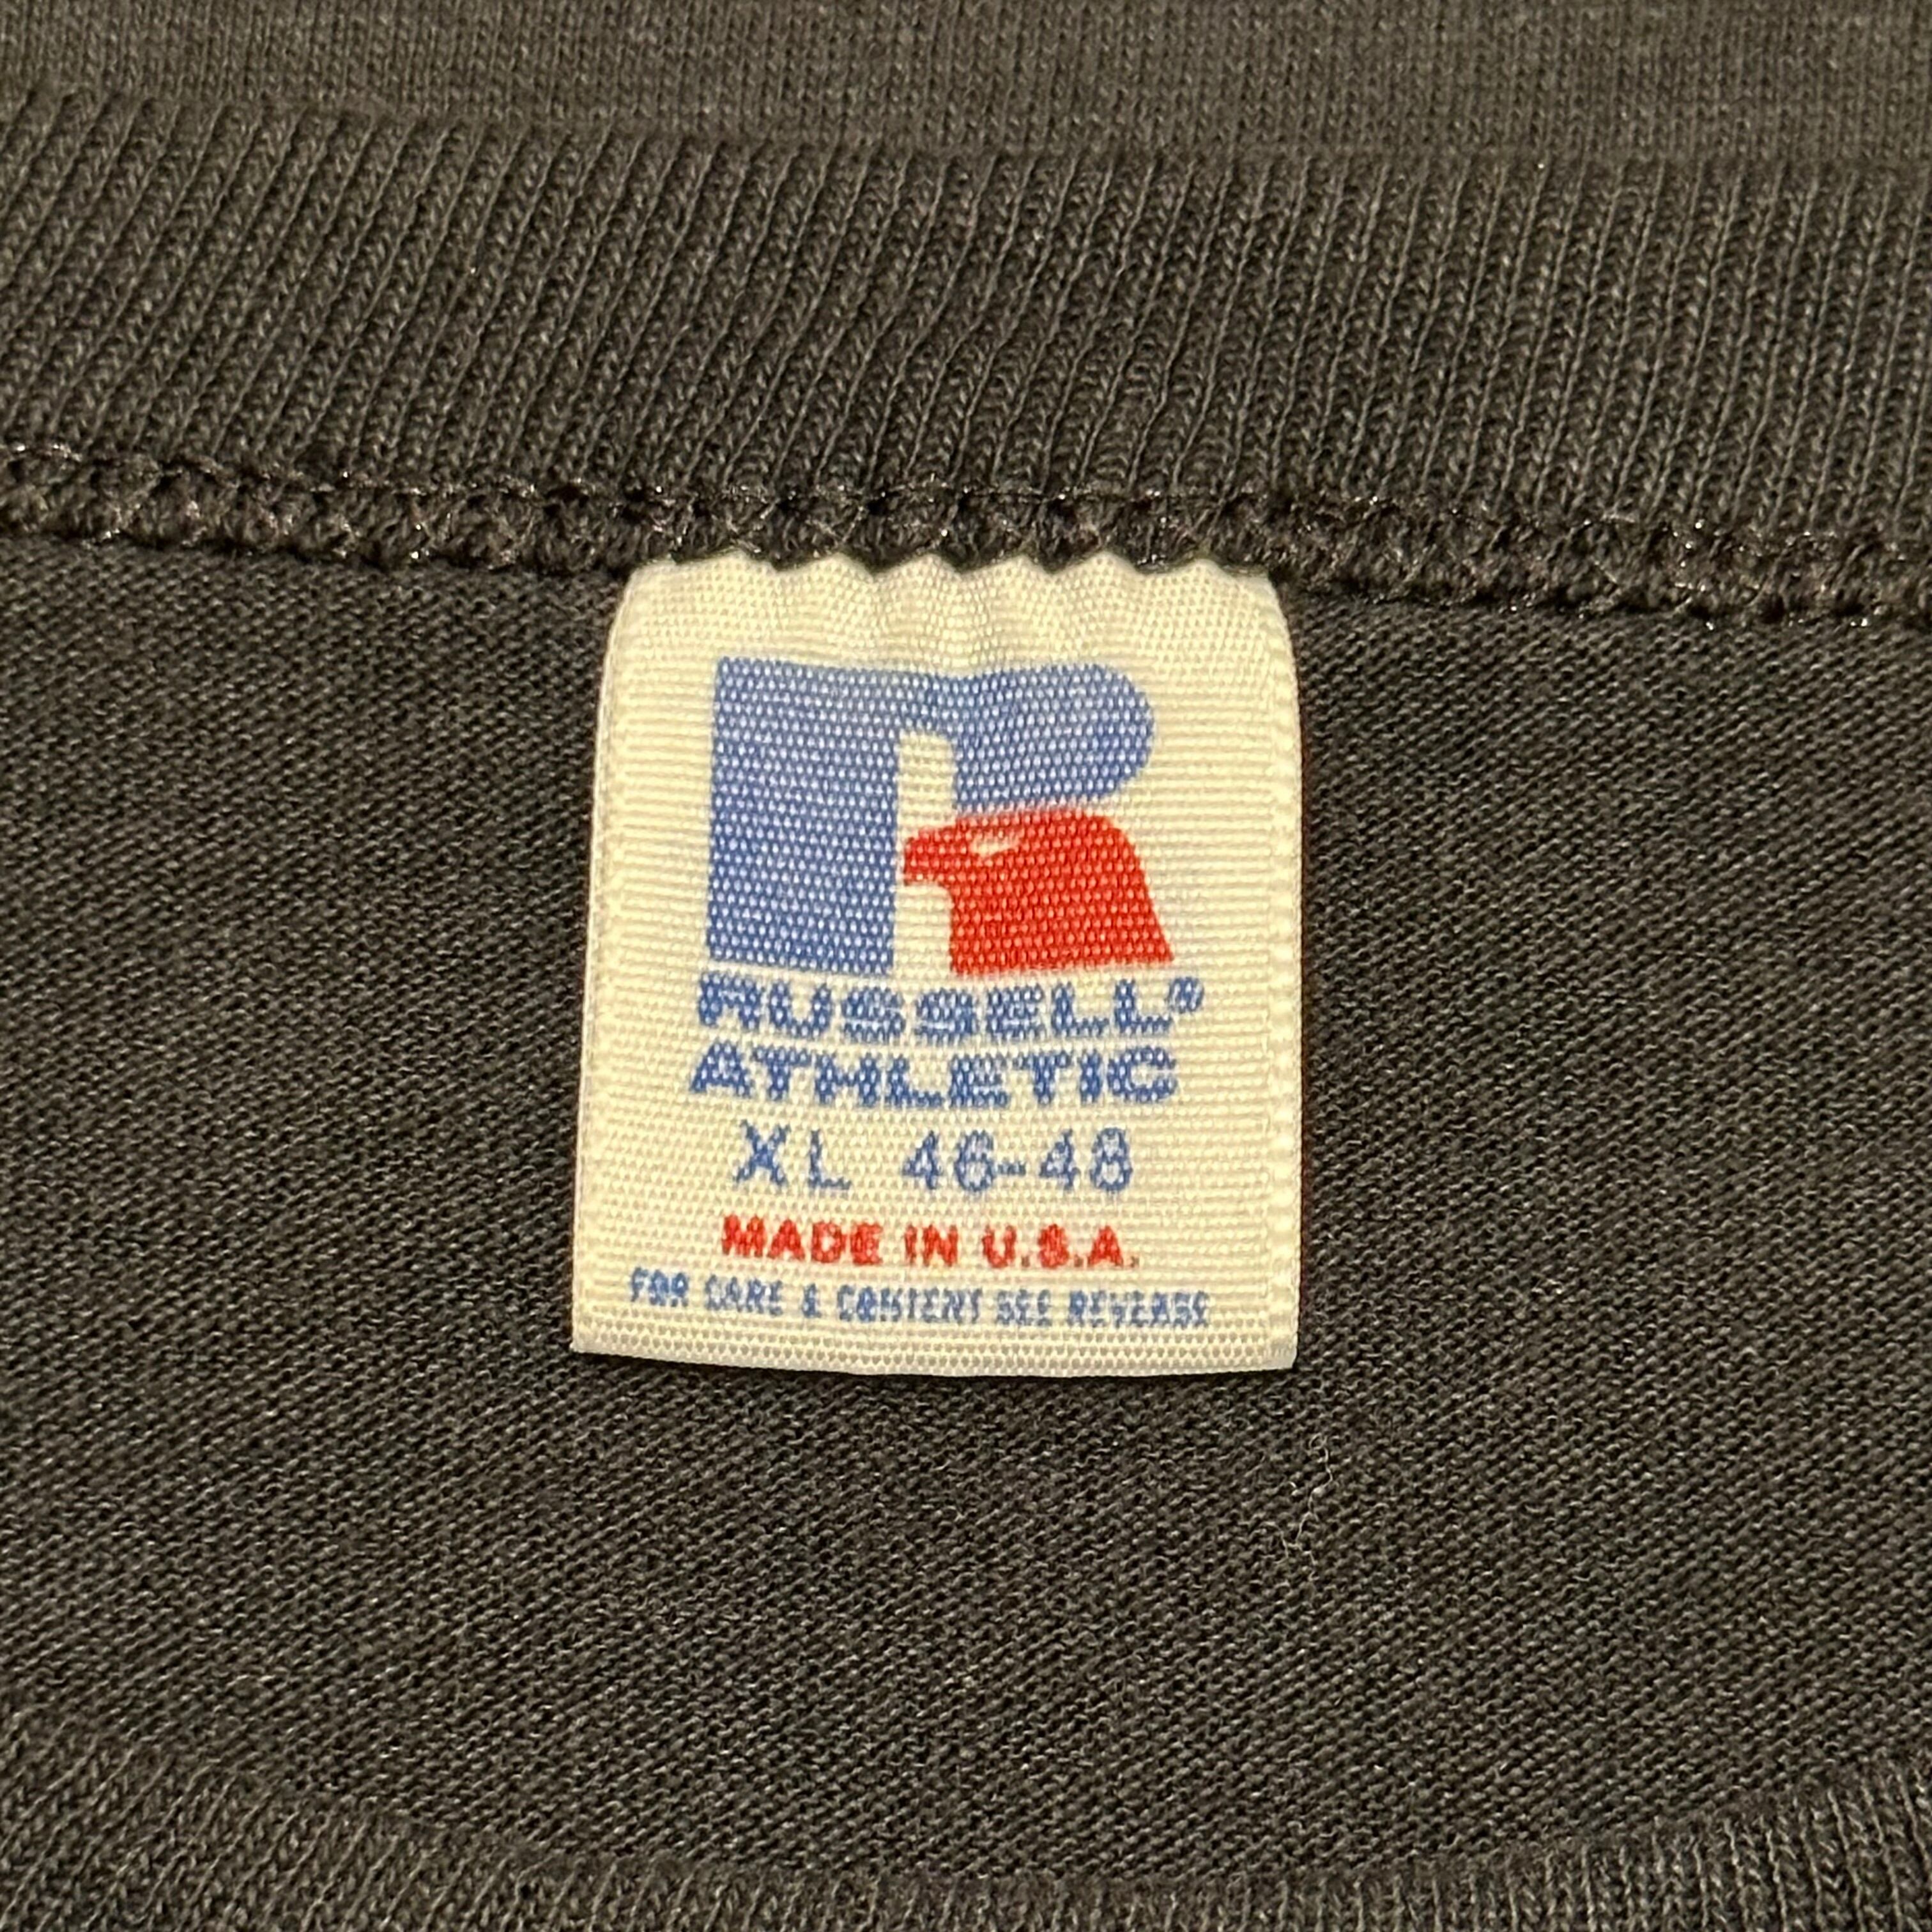 R
RUSSELL®
ATHLETIC
XL 46-48
MADE IN U.S.A.
FOR CARE & CONTENT SEE REVERSE